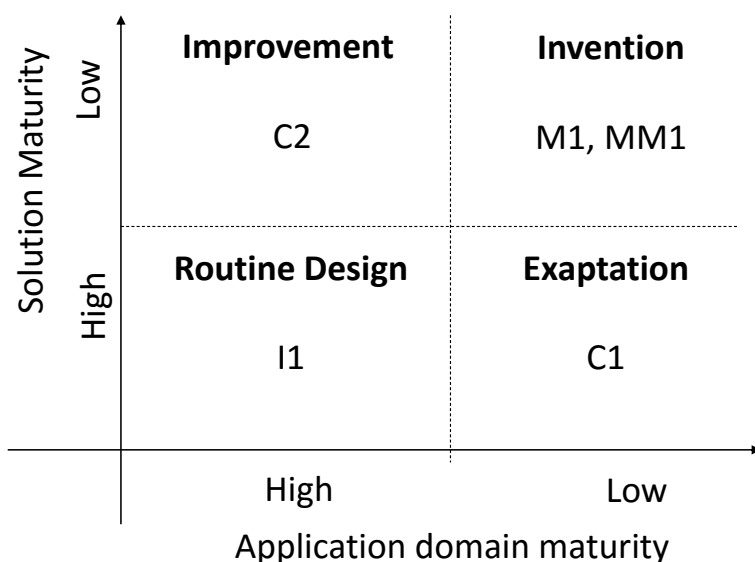 Improvement
Invention
C2
M1, MM1
Routine Design
Exaptation
I1
C1
Solution Maturity
Low
High
High
Low
Application domain maturity